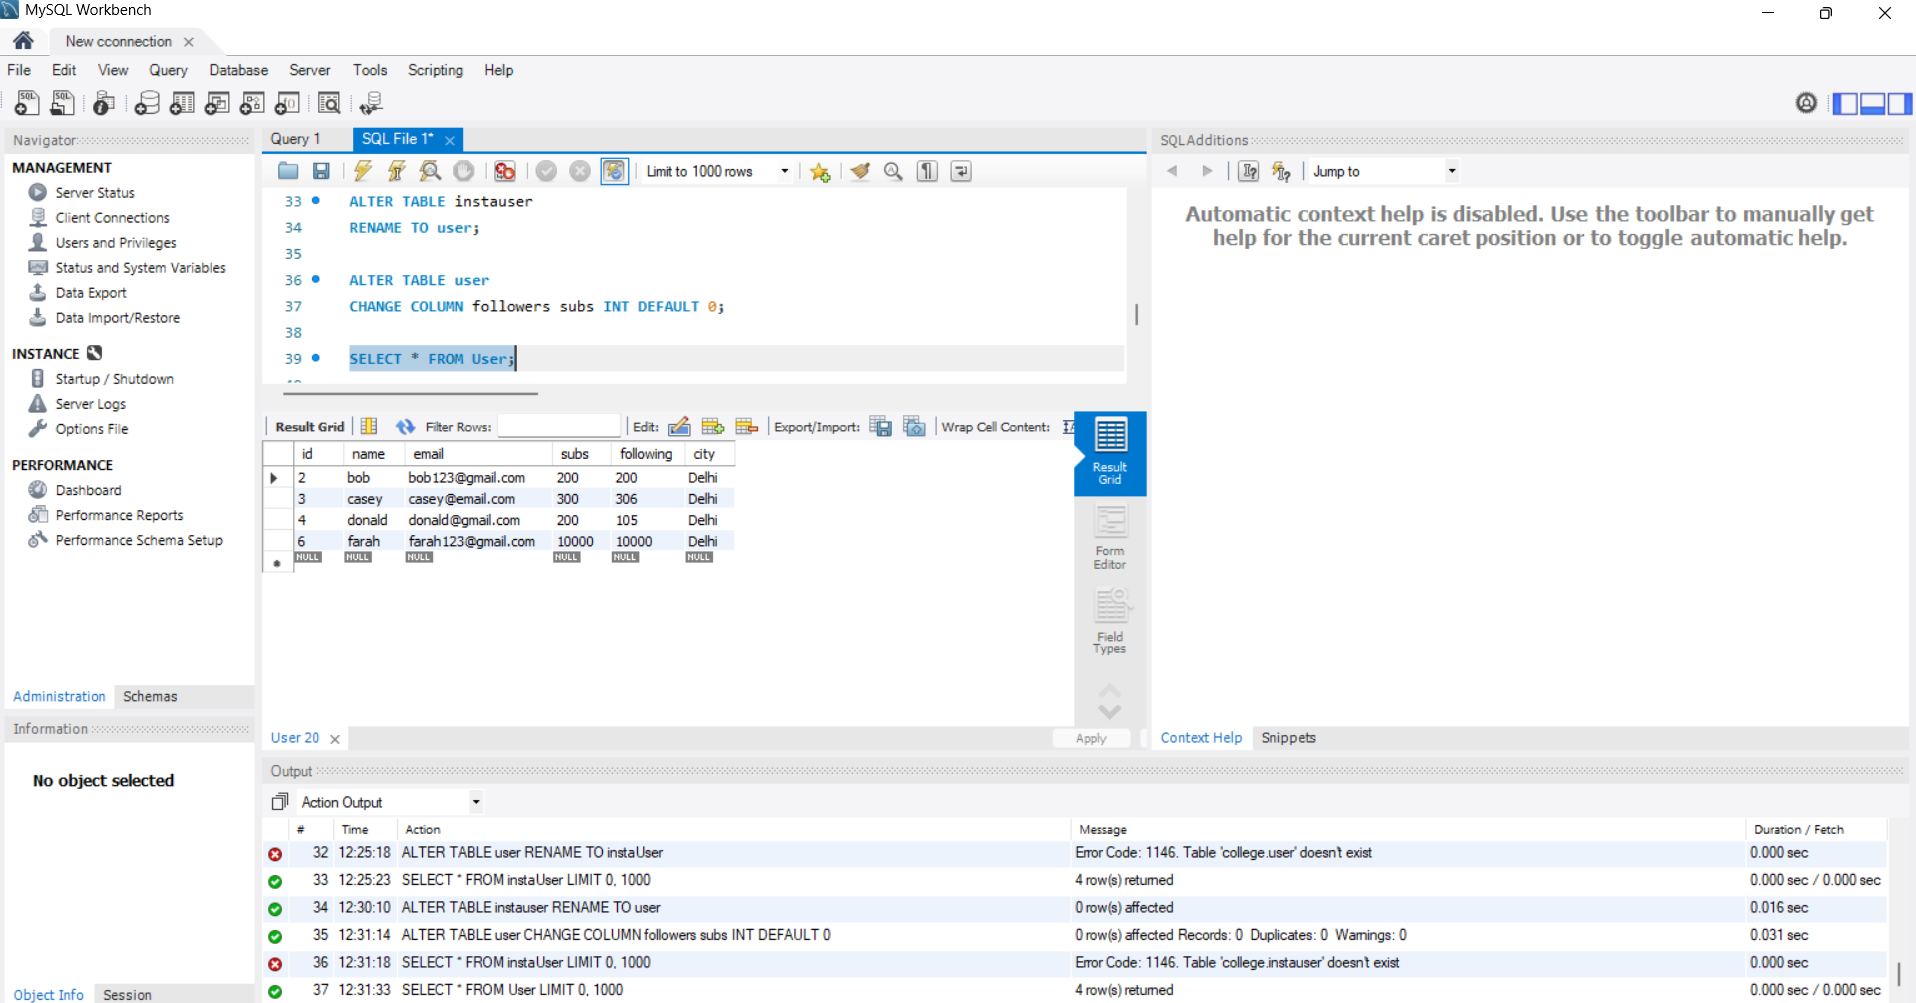 MySQL Workbench
New cconnection
File Edit View Query Database Server Tools Scripting Help
Navigator
MANAGEMENT
Server Status
Client Connections
Users and Privileges
Status and System Variables
Data Export
Data Import/Restore
INSTANCE
Startup / Shutdown
Server Logs
Options File
PERFORMANCE
Dashboard
Performance Reports
Performance Schema Setup
Administration Schemas
Information
No object selected
Object Info Session
Query 1 SQL File 1*
Limit to 1000 rows
33 ALTER TABLE instauser
34 RENAME TO user;
35
36 ALTER TABLE user
37 CHANGE COLUMN followers subs INT DEFAULT 0;
38
39 SELECT * FROM User;
Result Grid Filter Rows: Edit: Export/Import: Wrap Cell Content:
id name email subs following city
2 bob bob123@gmail.com 200 200 Delhi
3 casey casey@email.com 300 306 Delhi
4 donald donald@gmail.com 200 105 Delhi
6 farah farah123@gmail.com 10000 10000 Delhi
NULL NULL NULL NULL NULL NULL
Result
Grid
Form
Editor
Field
Types
User 20 Apply
SQLAdditions
Jump to
Automatic context help is disabled. Use the toolbar to manually get
help for the current caret position or to toggle automatic help.
Context Help Snippets
Output
Action Output
# Time Action Message Duration / Fetch
32 12:25:18 ALTER TABLE user RENAME TO instaUser Error Code: 1146. Table 'college.user' doesn't exist 0.000 sec
33 12:25:23 SELECT * FROM instaUser LIMIT 0, 1000 4 row(s) returned 0.000 sec / 0.000 sec
34 12:30:10 ALTER TABLE instauser RENAME TO user 0 row(s) affected 0.016 sec
35 12:31:14 ALTER TABLE user CHANGE COLUMN followers subs INT DEFAULT 0 0 row(s) affected Records: 0 Duplicates: 0 Warnings: 0 0.031 sec
36 12:31:18 SELECT * FROM instaUser LIMIT 0, 1000 Error Code: 1146. Table 'college.instauser' doesn't exist 0.000 sec
37 12:31:33 SELECT * FROM User LIMIT 0, 1000 4 row(s) returned 0.000 sec / 0.000 sec